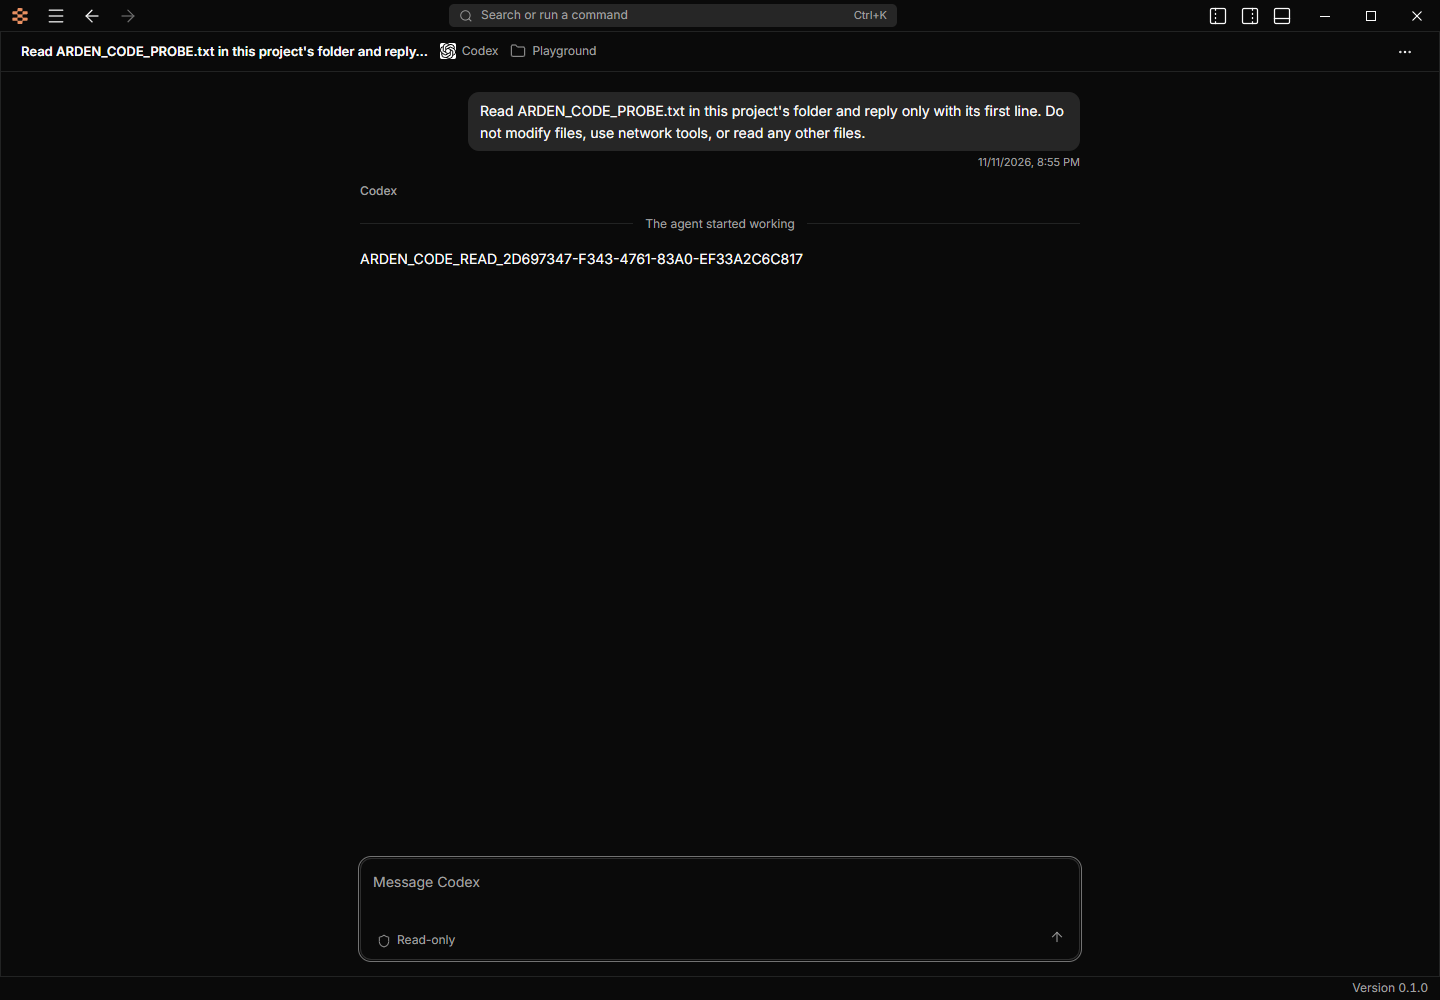 Search or run a command
Ctrl+K
Read ARDEN_CODE_PROBE.txt in this project's folder and reply...
Codex
Playground
Read ARDEN_CODE_PROBE.txt in this project's folder and reply only with its first line. Do
not modify files, use network tools, or read any other files.
11/11/2026, 8:55 PM
Codex
The agent started working
ARDEN_CODE_READ_2D697347-F343-4761-83A0-EF33A2C6C817
Message Codex
Read-only
Version 0.1.0